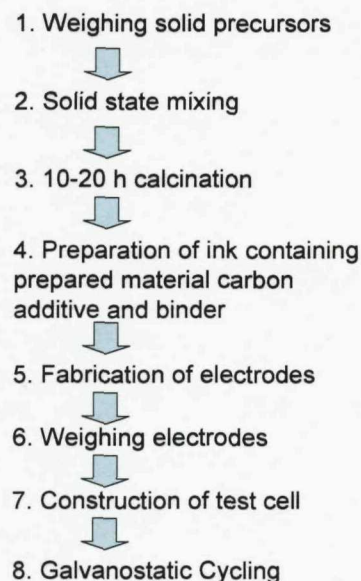 1. Weighing solid precursors
2. Solid state mixing
3. 10-20 h calcination
4. Preparation of ink containing
prepared material carbon
additive and binder
5. Fabrication of electrodes
6. Weighing electrodes
7. Construction of test cell
8. Galvanostatic Cycling